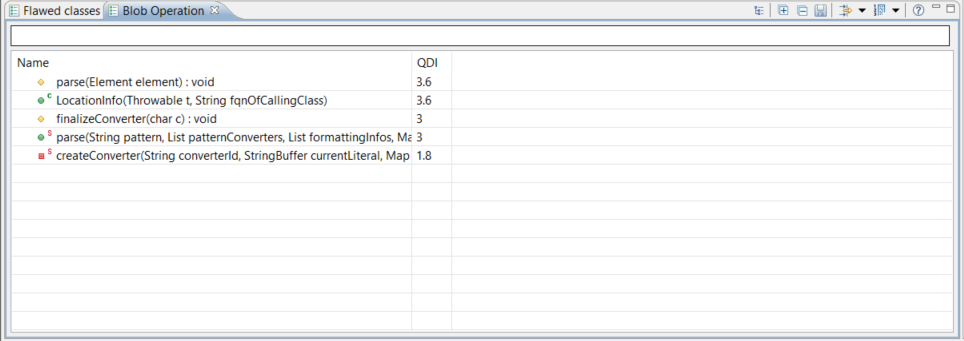 Flawed classes Blob Operation
Name QDI
parse(Element element) : void 3.6
C LocationInfo(Throwable t, String fqnOfCallingClass) 3.6
finalizeConverter(char c) : void 3
S parse(String pattern, List patternConverters, List formattingInfos, Ma 3
S createConverter(String converterId, StringBuffer currentLiteral, Map 1.8